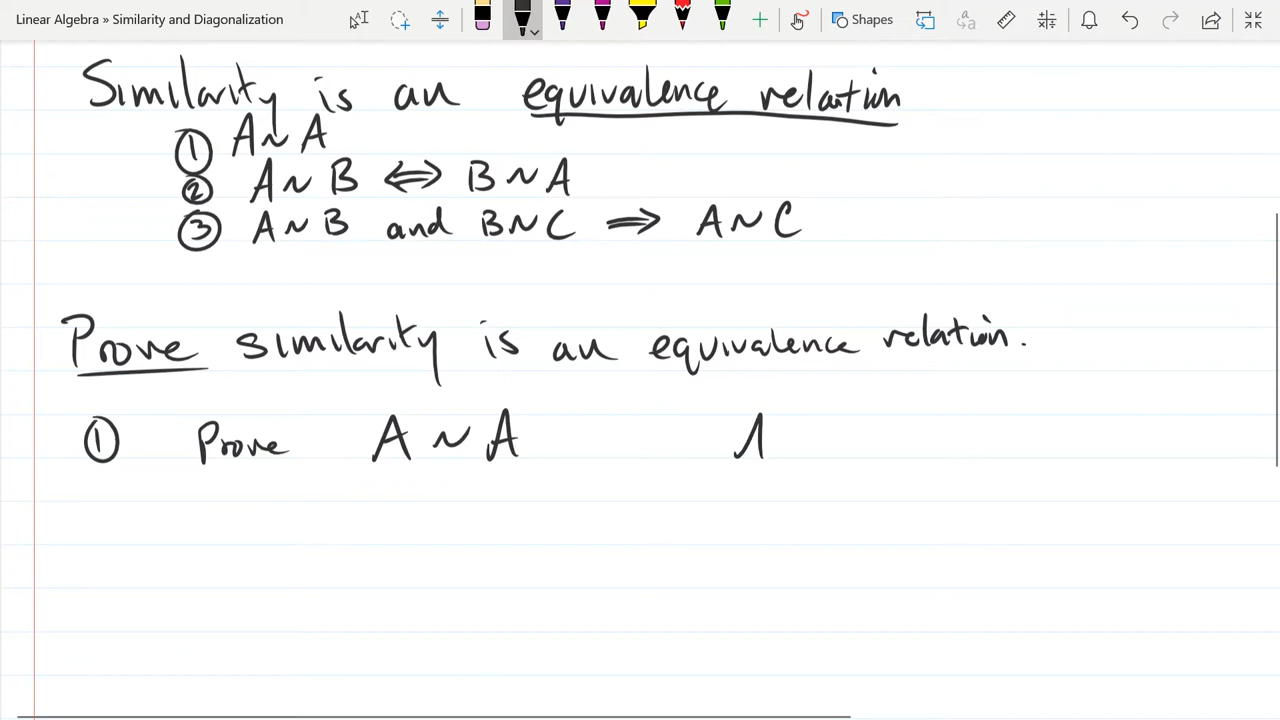 Linear Algebra » Similarity and Diagonalization
Shapes
Similarity is an equivalence relation
① A ~ A
② A ~ B ⇔ B ~ A
③ A ~ B and B ~ C ⇒ A ~ C
Prove similarity is an equivalence relation.
① Prove A ~ A